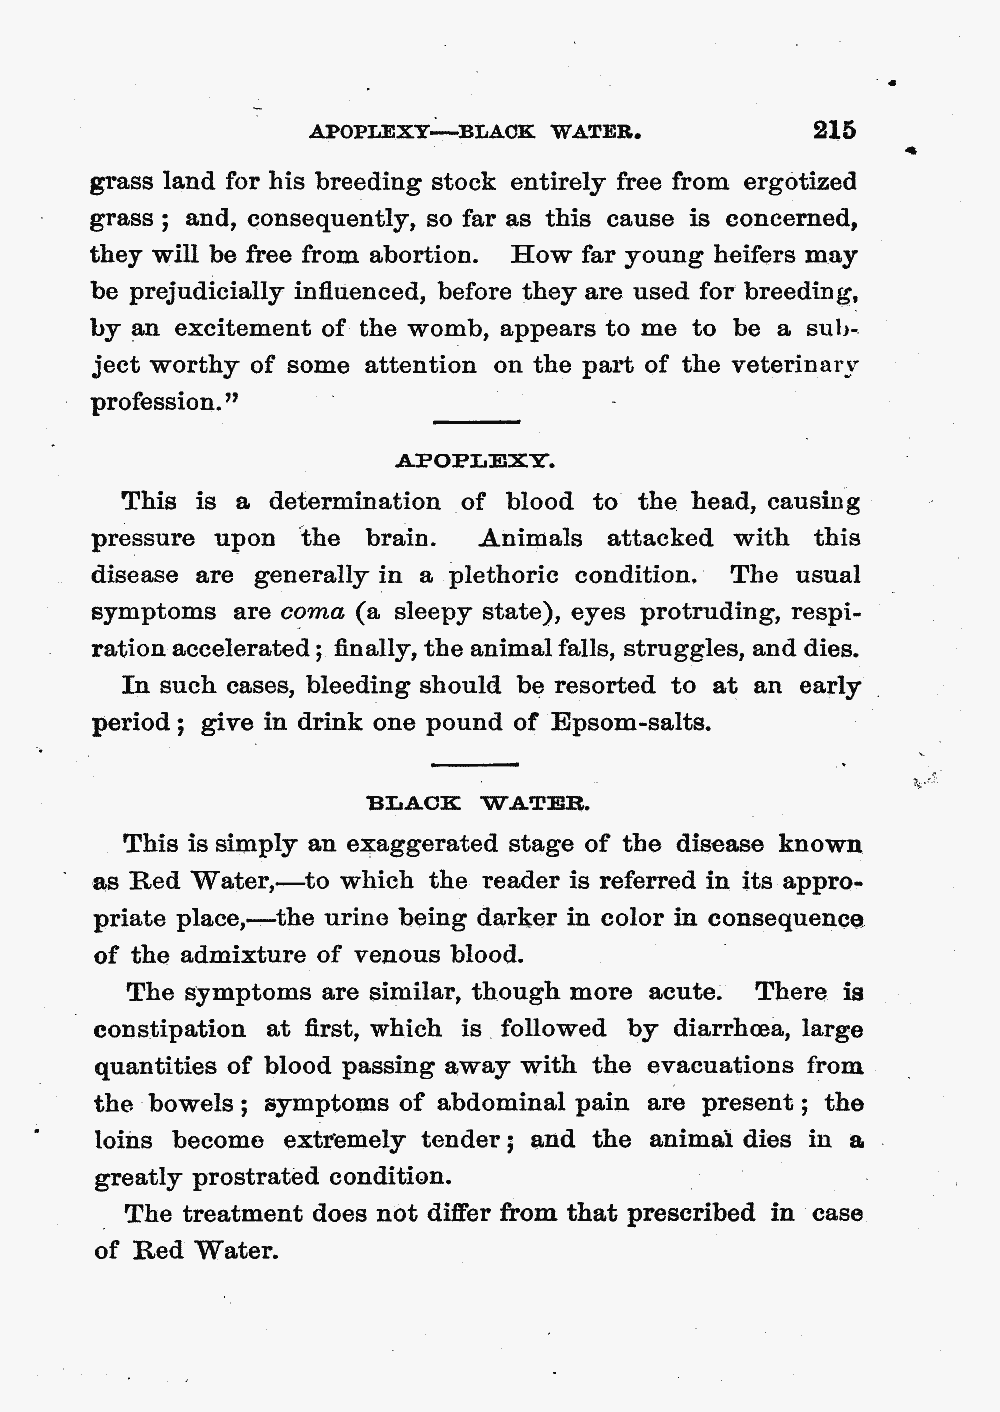 APOPLEXY—BLACK WATER. 215
grass land for his breeding stock entirely free from ergotized
grass ; and, consequently, so far as this cause is concerned,
they will be free from abortion. How far young heifers may
be prejudicially influenced, before they are used for breeding,
by an excitement of the womb, appears to me to be a sub-
ject worthy of some attention on the part of the veterinary
profession.”
APOPLEXY.
This is a determination of blood to the head, causing
pressure upon the brain. Animals attacked with this
disease are generally in a plethoric condition. The usual
symptoms are coma (a sleepy state), eyes protruding, respi-
ration accelerated ; finally, the animal falls, struggles, and dies.
In such cases, bleeding should be resorted to at an early
period ; give in drink one pound of Epsom-salts.
BLACK WATER.
This is simply an exaggerated stage of the disease known
as Red Water,—to which the reader is referred in its appro-
priate place,—the urine being darker in color in consequence
of the admixture of venous blood.
The symptoms are similar, though more acute. There is
constipation at first, which is followed by diarrhœa, large
quantities of blood passing away with the evacuations from
the bowels ; symptoms of abdominal pain are present ; the
loins become extremely tender ; and the animal dies in a
greatly prostrated condition.
The treatment does not differ from that prescribed in case
of Red Water.